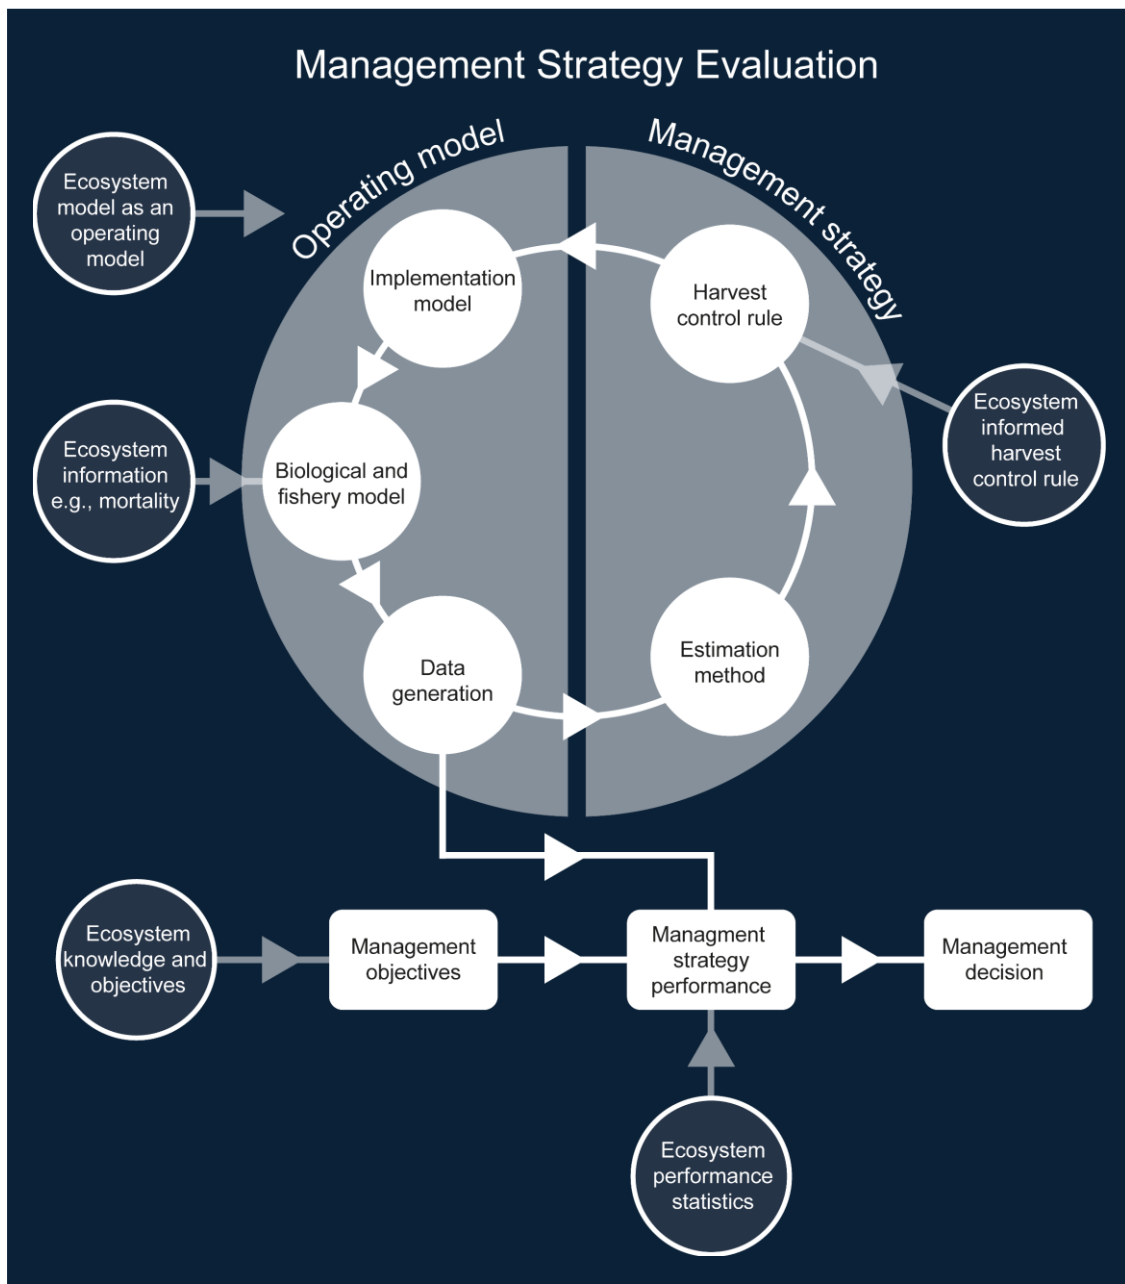 Management Strategy Evaluation
Operating model
Management strategy
Ecosystem
model as an
operating
model
Implementation
model
Harvest
control rule
Ecosystem
information
e.g., mortality
Biological and
fishery model
Ecosystem
informed
harvest
control rule
Data
generation
Estimation
method
Ecosystem
knowledge and
objectives
Management
objectives
Managment
strategy
performance
Management
decision
Ecosystem
performance
statistics